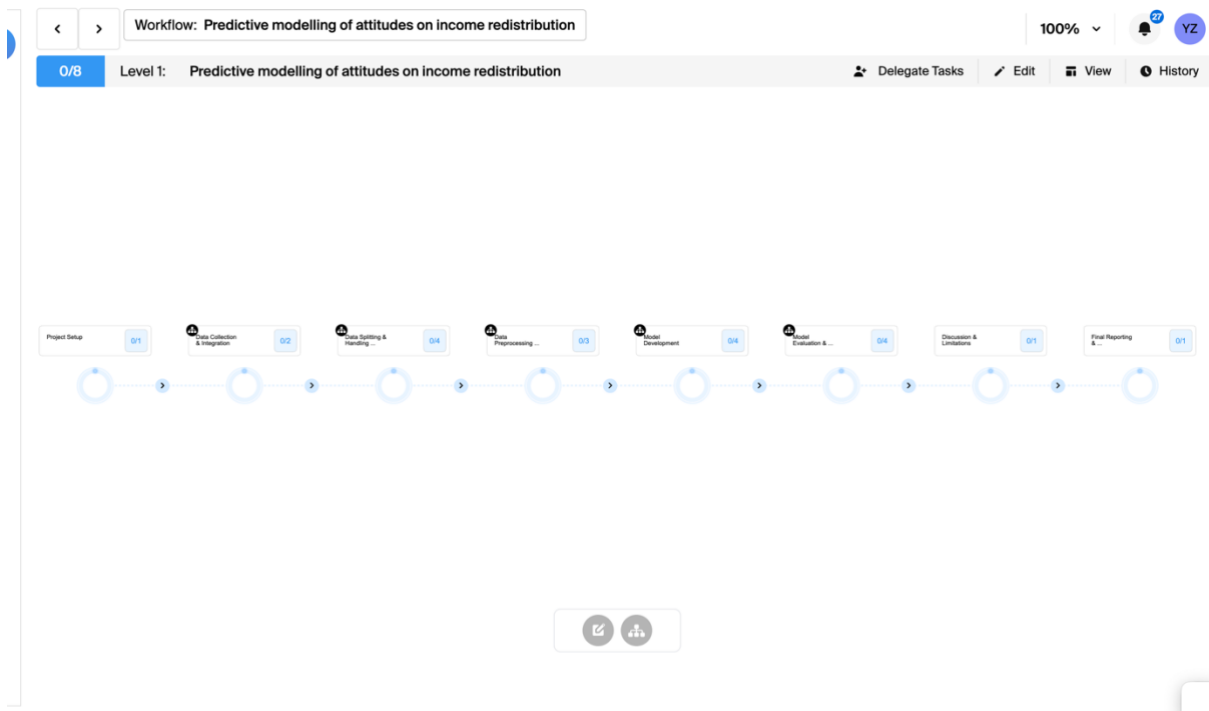 Workflow: Predictive modelling of attitudes on income redistribution
100%
27
YZ
0/8
Level 1:
Predictive modelling of attitudes on income redistribution
Delegate Tasks
Edit
View
History
Project Setup
0/1
Data Collection
& Integration
0/2
Data Splitting &
Handling ...
0/4
Data
Preprocessing ...
0/3
Model
Development
0/4
Model
Evaluation & ...
0/4
Discussion &
Limitations
0/1
Final Reporting
& ...
0/1